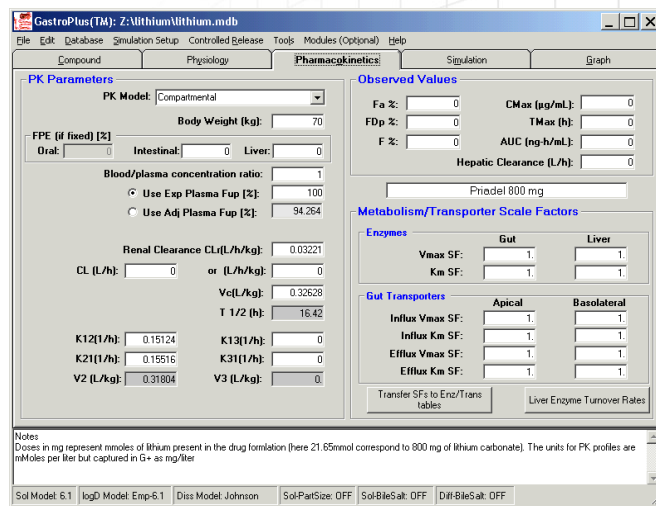 GastroPlus(TM): Z:\lithium\lithium.mdb
File Edit Database Simulation Setup Controlled Release Tools Modules (Optional) Help
Compound Physiology Pharmacokinetics Simulation Graph
PK Parameters
PK Model: Compartmental
Body Weight (kg): 70
FPE (if fixed) [%]
Oral: 0 Intestinal: 0 Liver: 0
Blood/plasma concentration ratio: 1
Use Exp Plasma Fup [%]: 100
Use Adj Plasma Fup [%]: 94.264
Renal Clearance CLr(L/h/kg): 0.03221
CL (L/h): 0 or (L/h/kg): 0
Vc(L/kg): 0.32628
T 1/2 (h): 16.42
K12(1/h): 0.15124 K13(1/h): 0
K21(1/h): 0.15516 K31(1/h): 0
V2 (L/kg): 0.31804 V3 (L/kg): 0.
Observed Values
Fa %: 0 CMax (µg/mL): 0
FDp %: 0 TMax (h): 0
F %: 0 AUC (ng-h/mL): 0
Hepatic Clearance (L/h): 0
Priadel 800 mg
Metabolism/Transporter Scale Factors
Enzymes
Gut Liver
Vmax SF: 1. 1.
Km SF: 1. 1.
Gut Transporters
Apical Basolateral
Influx Vmax SF: 1. 1.
Influx Km SF: 1. 1.
Efflux Vmax SF: 1. 1.
Efflux Km SF: 1. 1.
Transfer SFs to Enz/Trans
tables
Liver Enzyme Turnover Rates
Notes
Doses in mg represent mmoles of lithium present in the drug formlation (here 21.65mmol correspond to 800 mg of lithium carbonate). The units for PK profiles are
mMoles per liter but captured in G+ as mg/liter
Sol Model: 6.1 logD Model: Emp-6.1 Diss Model: Johnson Sol-PartSize: OFF Sol-BileSalt: OFF Diff-BileSalt: OFF